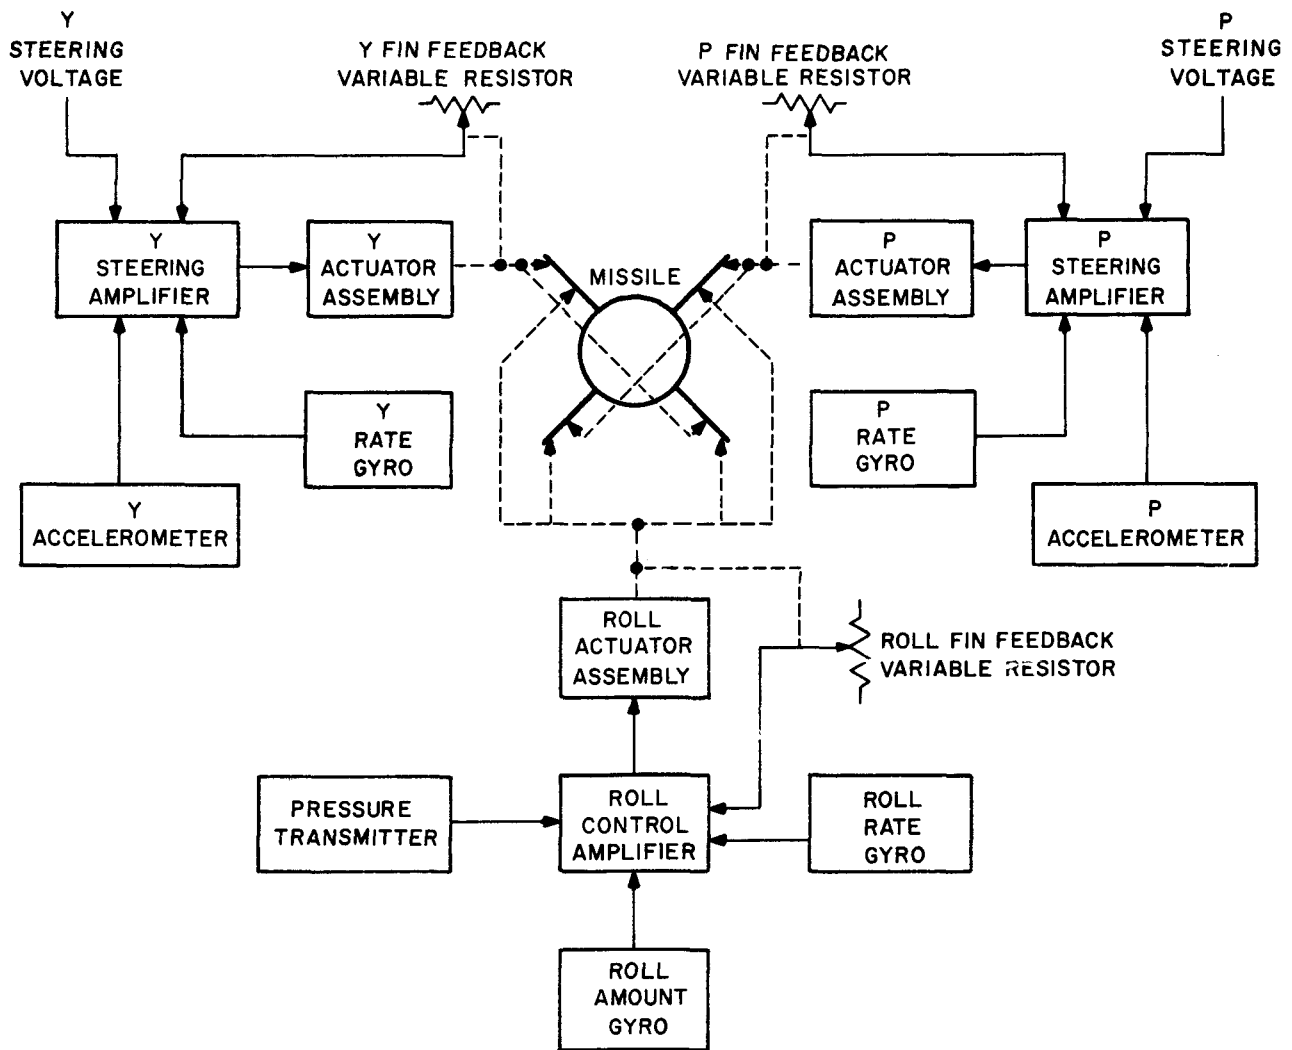 Y
STEERING
VOLTAGE
Y FIN FEEDBACK
VARIABLE RESISTOR
P FIN FEEDBACK
VARIABLE RESISTOR
P
STEERING
VOLTAGE
Y
STEERING
AMPLIFIER
Y
ACTUATOR
ASSEMBLY
MISSILE
P
ACTUATOR
ASSEMBLY
P
STEERING
AMPLIFIER
Y
RATE
GYRO
P
RATE
GYRO
Y
ACCELEROMETER
P
ACCELEROMETER
ROLL
ACTUATOR
ASSEMBLY
ROLL FIN FEEDBACK
VARIABLE RESISTOR
PRESSURE
TRANSMITTER
ROLL
CONTROL
AMPLIFIER
ROLL
RATE
GYRO
ROLL
AMOUNT
GYRO